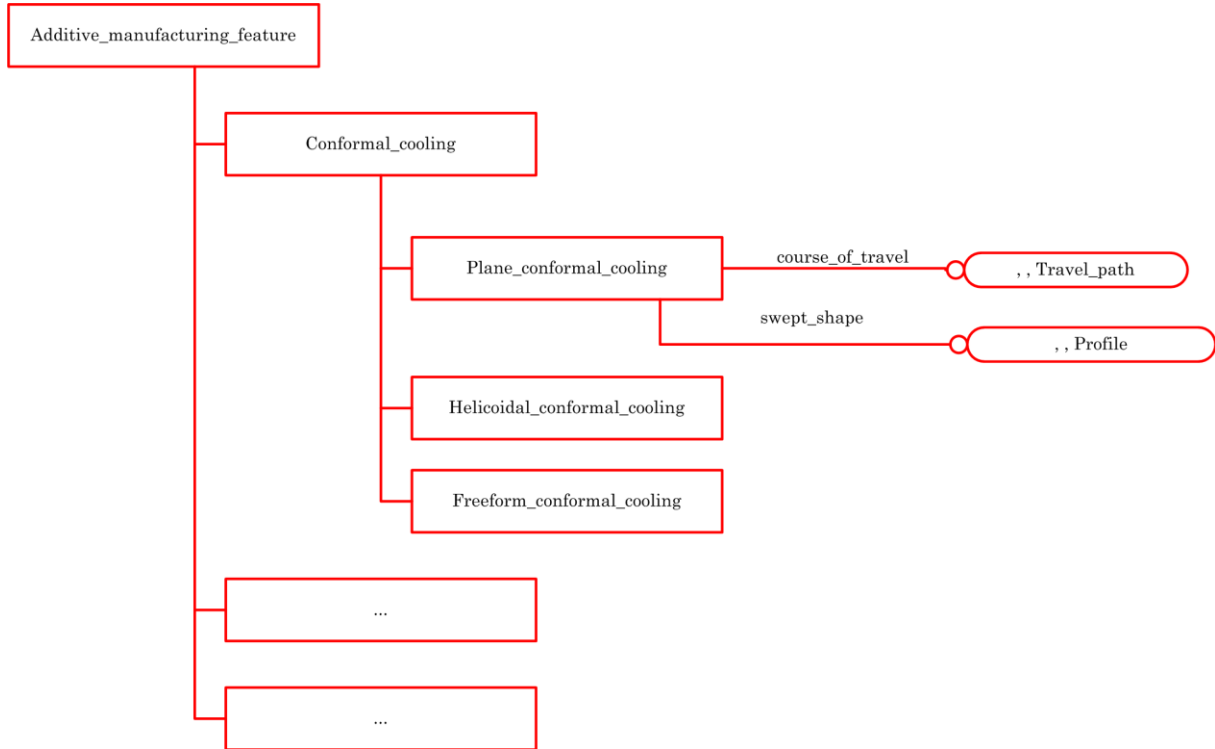 Additive_manufacturing_feature
Conformal_cooling
Plane_conformal_cooling
course_of_travel
, , Travel_path
swept_shape
, , Profile
Helicoidal_conformal_cooling
Freeform_conformal_cooling
...
...